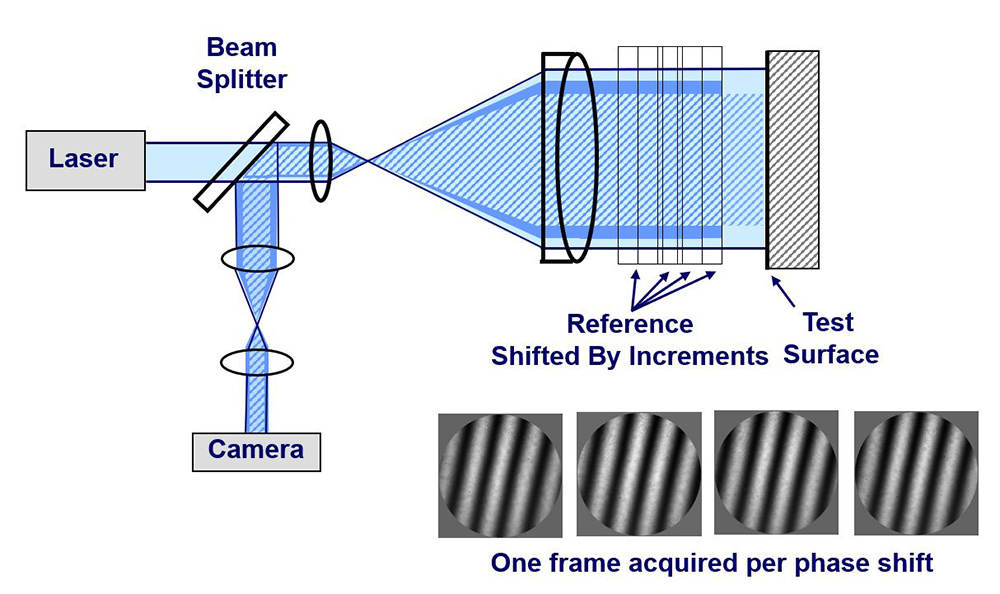 Beam
Splitter
Laser
Reference
Shifted By Increments
Test
Surface
Camera
One frame acquired per phase shift